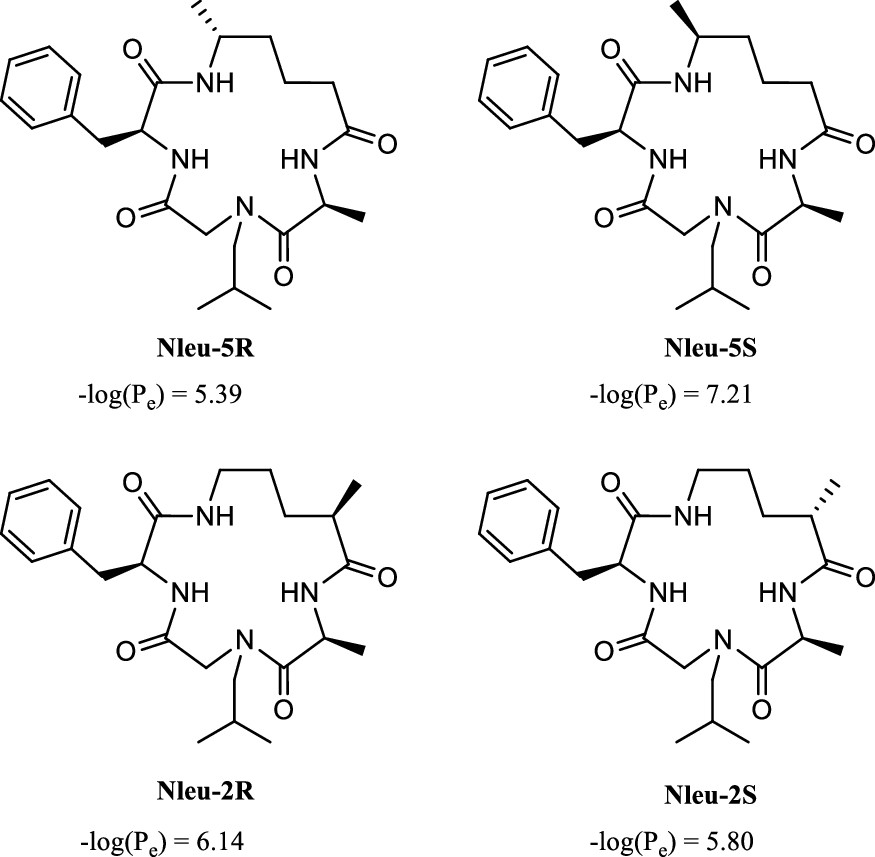 O
NH
NH
HN
O
O
N
O
Nleu-5R
-log(Pe) = 5.39
O
NH
NH
HN
O
O
N
O
Nleu-5S
-log(Pe) = 7.21
O
NH
NH
HN
O
O
N
O
Nleu-2R
-log(Pe) = 6.14
O
NH
NH
HN
O
O
N
O
Nleu-2S
-log(Pe) = 5.80